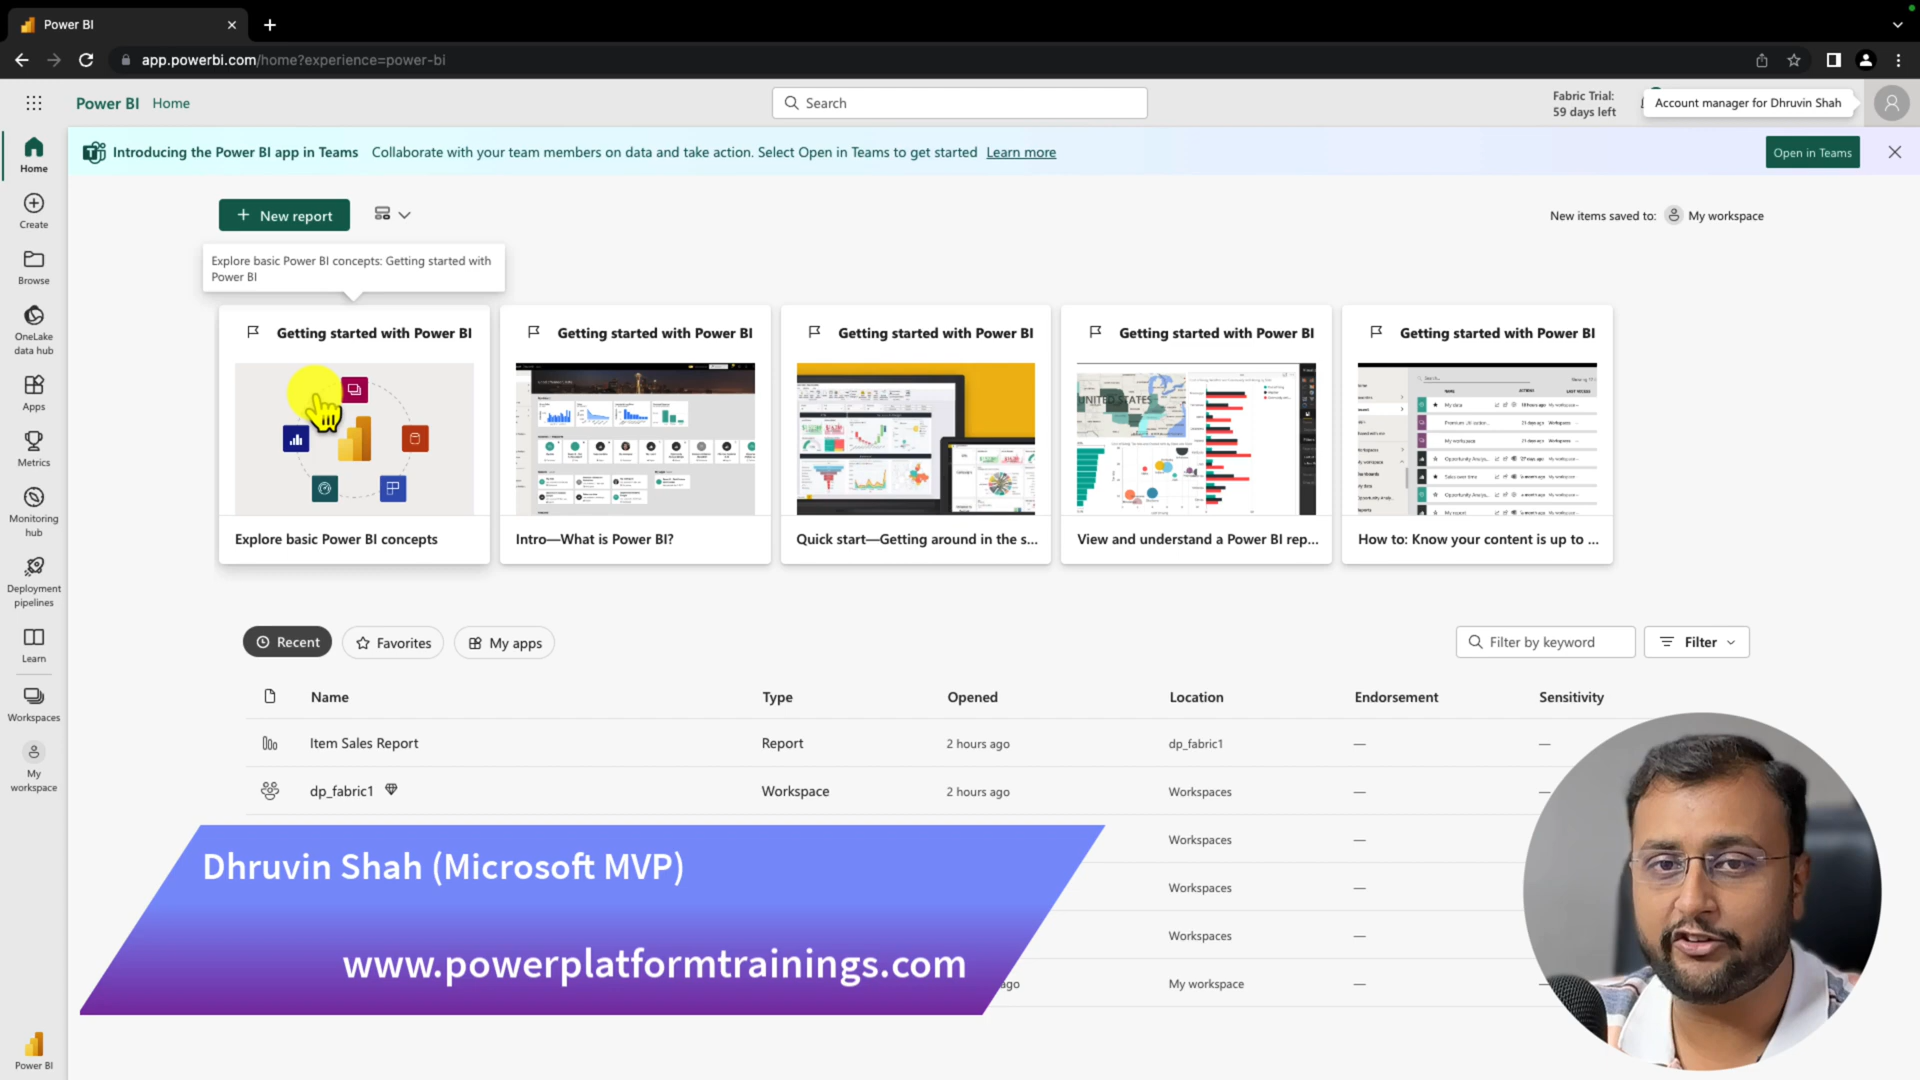 Power BI
app.powerbi.com/home?experience=power-bi
Power BI Home
Search
Fabric Trial:
59 days left
Account manager for Dhruvin Shah
Introducing the Power BI app in Teams Collaborate with your team members on data and take action. Select Open in Teams to get started Learn more
Open in Teams
Home
Create
Browse
OneLake
data hub
Apps
Metrics
Monitoring
hub
Deployment
pipelines
Learn
Workspaces
My
workspace
Power BI
New report
New items saved to: My workspace
Explore basic Power BI concepts: Getting started with
Power BI
Getting started with Power BI
Explore basic Power BI concepts
Getting started with Power BI
Intro—What is Power BI?
Getting started with Power BI
Quick start—Getting around in the s...
Getting started with Power BI
UNITED STATES
View and understand a Power BI rep...
Getting started with Power BI
How to: Know your content is up to ...
Recent
Favorites
My apps
Filter by keyword
Filter
Name Type Opened Location Endorsement Sensitivity
Item Sales Report Report 2 hours ago dp_fabric1 — —
dp_fabric1 Workspace 2 hours ago Workspaces — —
Workspaces —
Workspaces —
Workspaces —
ago My workspace — —
Dhruvin Shah (Microsoft MVP)
www.powerplatformtrainings.com